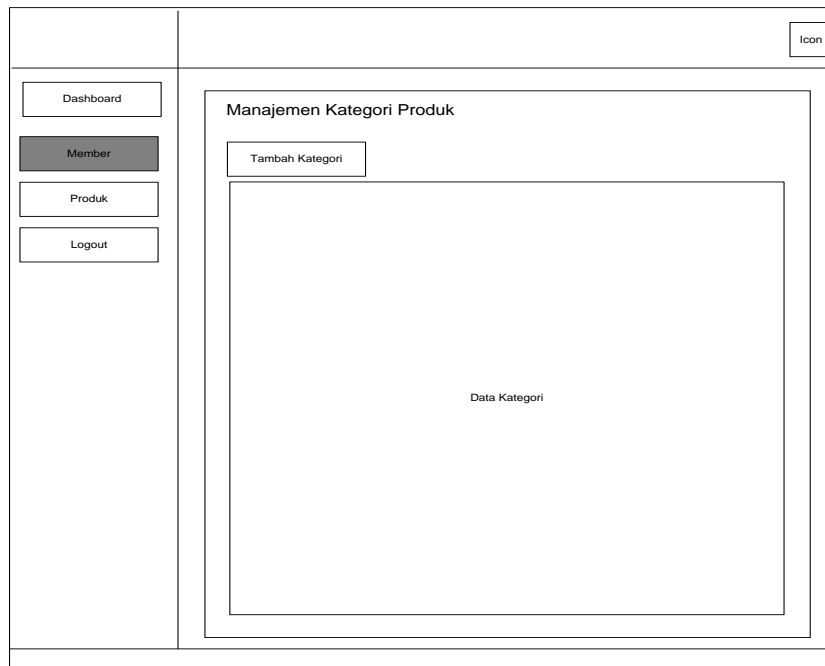 Icon
Dashboard
Member
Produk
Logout
Manajemen Kategori Produk
Tambah Kategori
Data Kategori